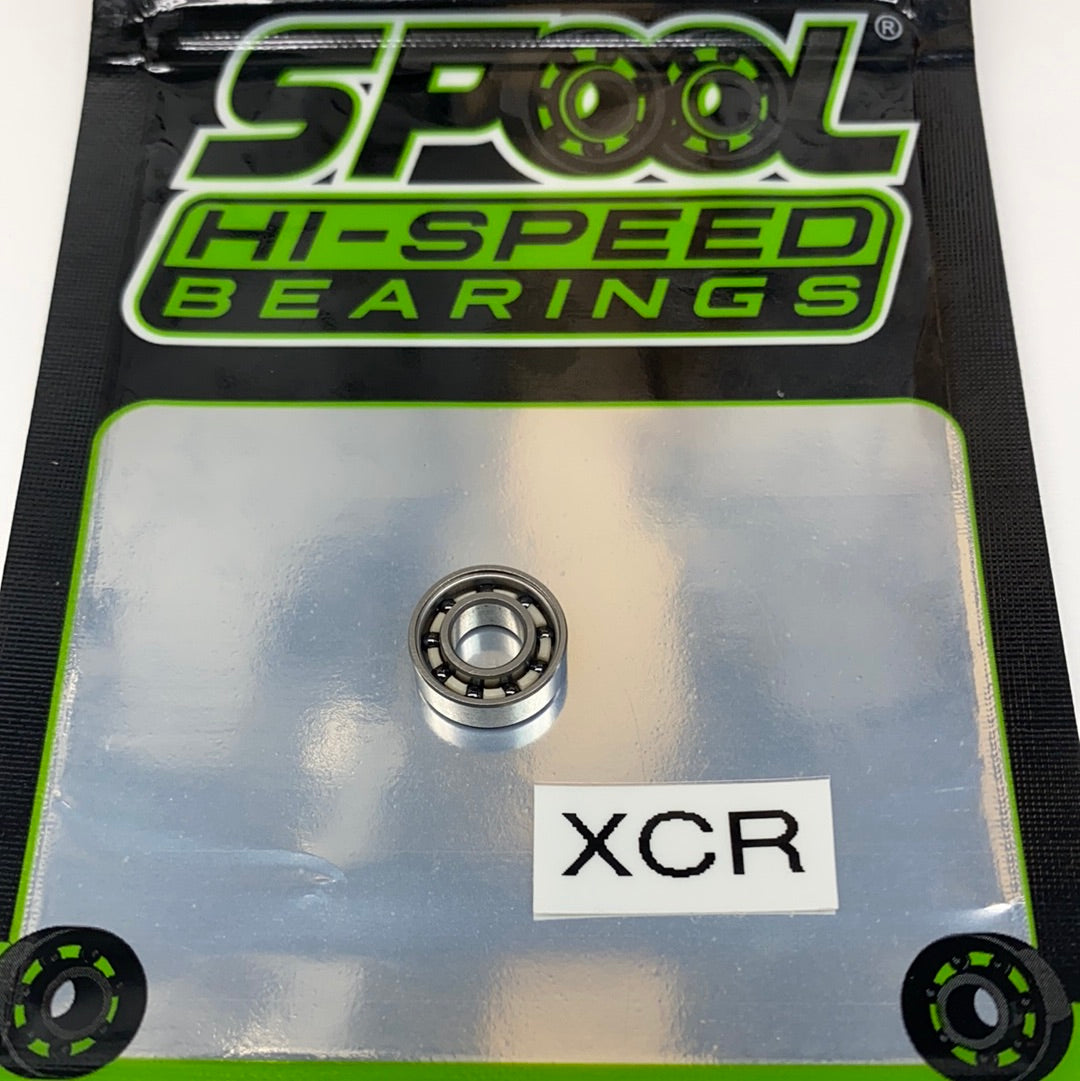 SPOOL®
HI-SPEED
BEARINGS
XCR